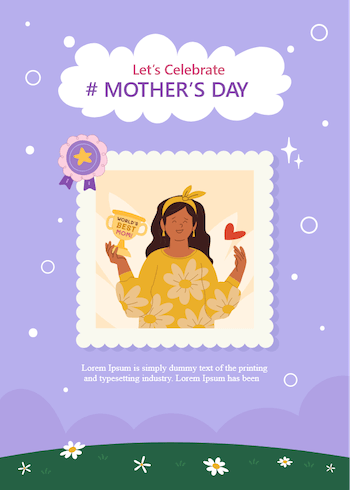 Let's Celebrate
# MOTHER'S DAY
WORLD'S
BEST
MOM!
Lorem Ipsum is simply dummy text of the printing
and typesetting industry. Lorem Ipsum has been